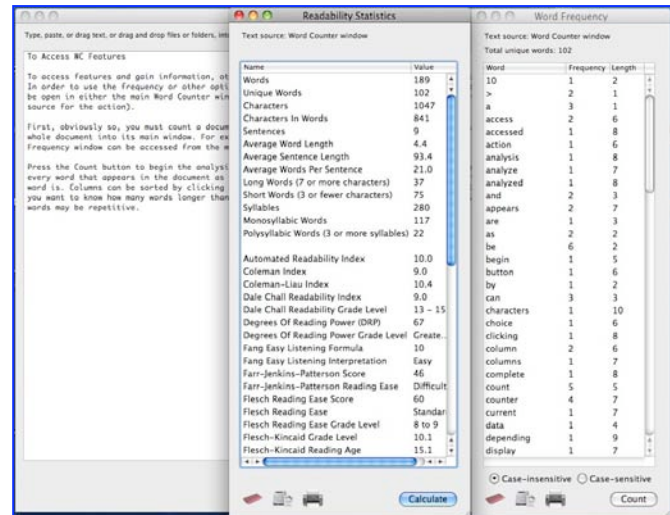 Type, paste, or drag text, or drag and drop files or folders, into
To Access WC Features
To access features and gain information, ot
In order to use the frequency or other opti
be open in either the main Word Counter win
source for the action).
First, obviously so, you must count a docum
whole document into its main window. For ex
Frequency window can be accessed from the m
Press the Count button to begin the analysi
every word that appears in the document as
word is. Columns can be sorted by clicking
you want to know how many words longer than
words may be repetitive.
Readability Statistics
Text source: Word Counter window
Name Value
Words 189
Unique Words 102
Characters 1047
Characters In Words 841
Sentences 9
Average Word Length 4.4
Average Sentence Length 93.4
Average Words Per Sentence 21.0
Long Words (7 or more characters) 37
Short Words (3 or fewer characters) 75
Syllables 280
Monosyllabic Words 117
Polysyllabic Words (3 or more syllables) 22
Automated Readability Index 10.0
Coleman Index 9.0
Coleman-Liau Index 10.4
Dale Chall Readability Index 9.0
Dale Chall Readability Grade Level 13 - 15
Degrees Of Reading Power (DRP) 67
Degrees Of Reading Power Grade Level Greate...
Fang Easy Listening Formula 10
Fang Easy Listening Interpretation Easy
Farr-Jenkins-Patterson Score 46
Farr-Jenkins-Patterson Reading Ease Difficult
Flesch Reading Ease Score 60
Flesch Reading Ease Standar
Flesch Reading Ease Grade Level 8 to 9
Flesch-Kincaid Grade Level 10.1
Flesch-Kincaid Reading Age 15.1
Calculate
Word Frequency
Text source: Word Counter window
Total unique words: 102
Word Frequency Length
10 1 2
> 2 1
a 3 1
access 2 6
accessed 1 8
action 1 6
analysis 1 8
analyze 1 7
analyzed 1 8
and 2 3
appears 2 7
are 1 3
as 2 2
be 6 2
begin 1 5
button 1 6
by 1 2
can 3 3
characters 1 10
choice 1 6
clicking 1 8
column 2 6
columns 1 7
complete 1 8
count 5 5
counter 4 7
current 1 7
data 1 4
depending 1 9
display 1 7
Case-insensitive Case-sensitive
Count